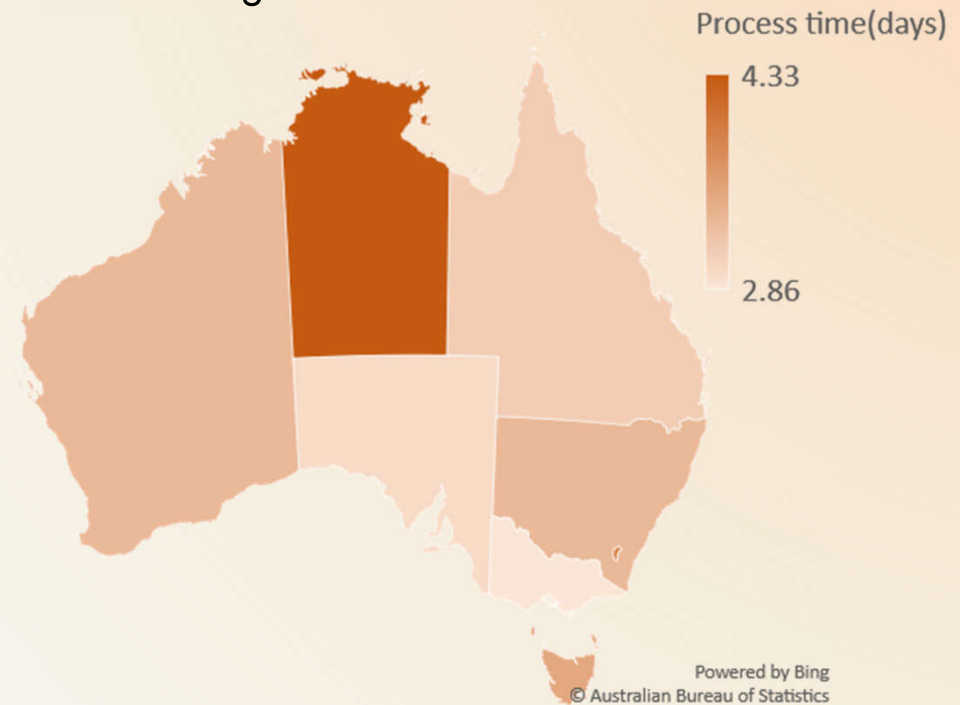 Process time(days)
4.33
2.86
Powered by Bing
© Australian Bureau of Statistics